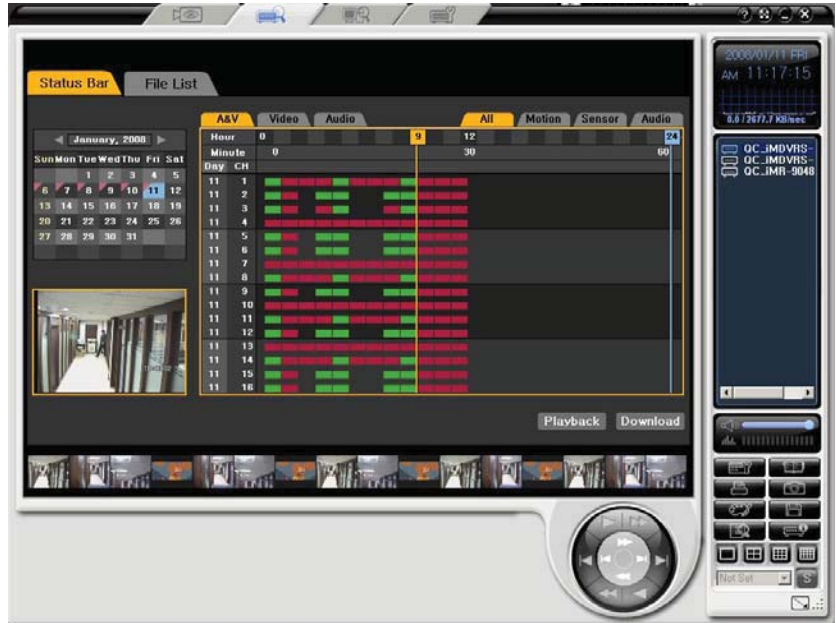 2008/01/11 FRI
AM 11:17:15
0.0 / 2677.7 KB/sec
Status Bar File List
A&V Video Audio All Motion Sensor Audio
January, 2008
Sun Mon Tue Wed Thu Fri Sat
1 2 3 4 5
6 7 8 9 10 11 12
13 14 15 16 17 18 19
20 21 22 23 24 25 26
27 28 29 30 31
Hour 0 9 12 24
Minute 0 30 60
Day CH
11 1
11 2
11 3
11 4
11 5
11 6
11 7
11 8
11 9
11 10
11 11
11 12
11 13
11 14
11 15
11 16
Playback Download
QC_iMDVRS-
QC_iMDVRS-
QC_iMR-9048
Not Set S